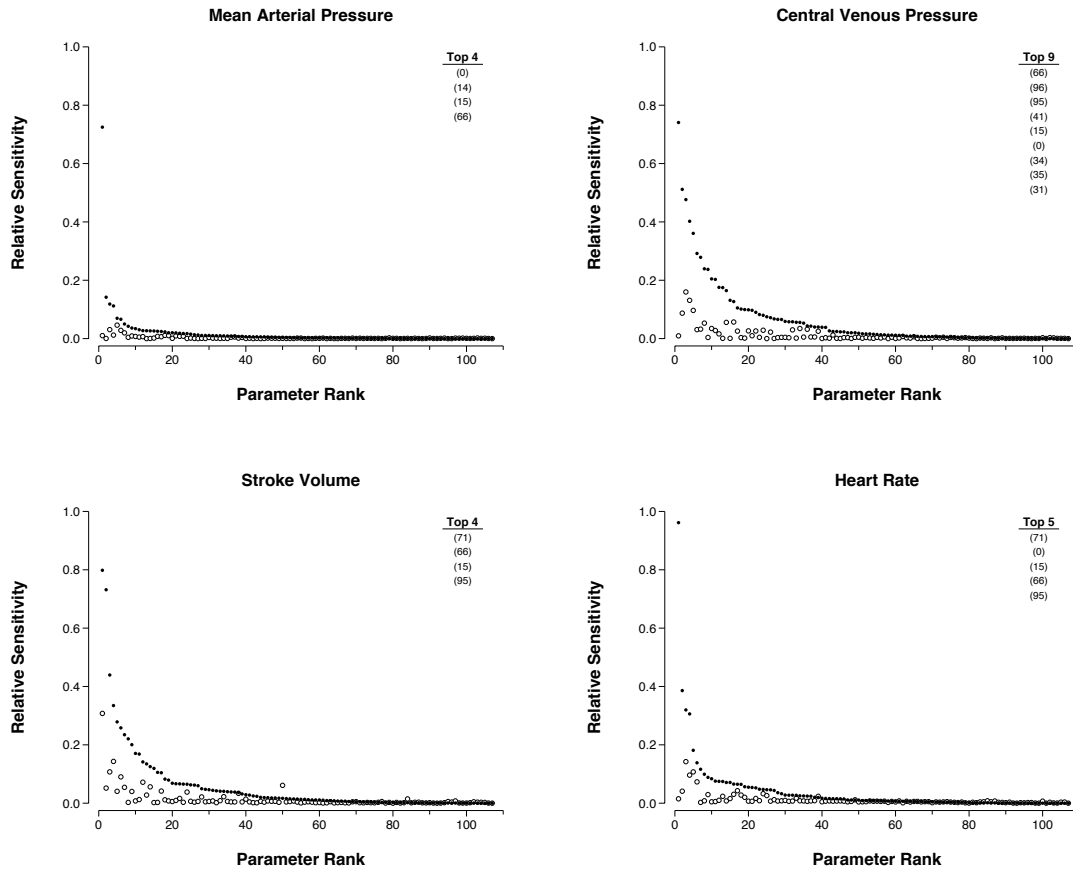 Mean Arterial Pressure
Relative Sensitivity
1.0
0.8
0.6
0.4
0.2
0.0
Top 4
(0)
(14)
(15)
(66)
0 20 40 60 80 100
Parameter Rank
Central Venous Pressure
Relative Sensitivity
1.0
0.8
0.6
0.4
0.2
0.0
Top 9
(66)
(96)
(95)
(41)
(15)
(0)
(34)
(35)
(31)
0 20 40 60 80 100
Parameter Rank
Stroke Volume
Relative Sensitivity
1.0
0.8
0.6
0.4
0.2
0.0
Top 4
(71)
(66)
(15)
(95)
0 20 40 60 80 100
Parameter Rank
Heart Rate
Relative Sensitivity
1.0
0.8
0.6
0.4
0.2
0.0
Top 5
(71)
(0)
(15)
(66)
(95)
0 20 40 60 80 100
Parameter Rank